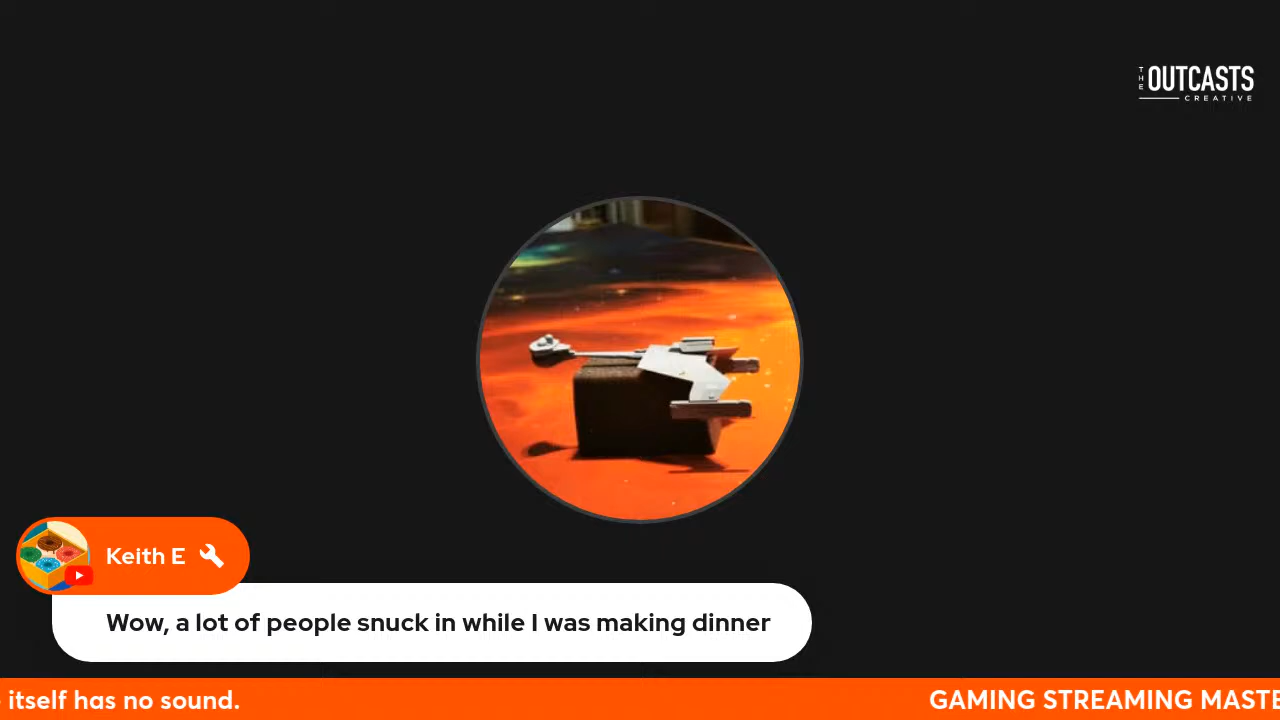 THE OUTCASTS
CREATIVE
Keith E
Wow, a lot of people snuck in while I was making dinner
itself has no sound. GAMING STREAMING MASTE